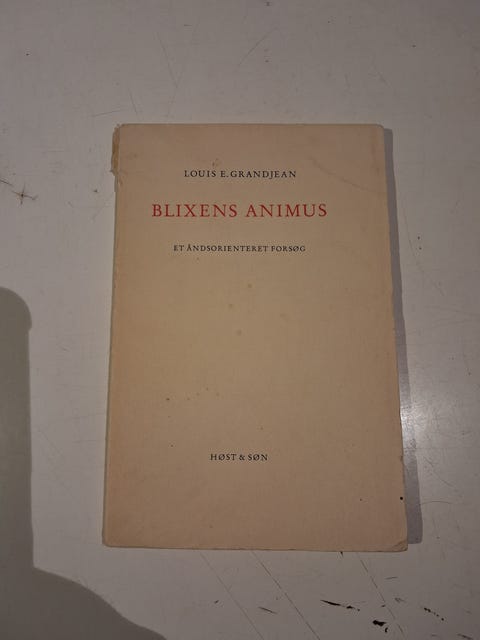 LOUIS E. GRANDJEAN
BLIXENS ANIMUS
ET ÅNDSORIENTERET FORSØG
HØST & SØN